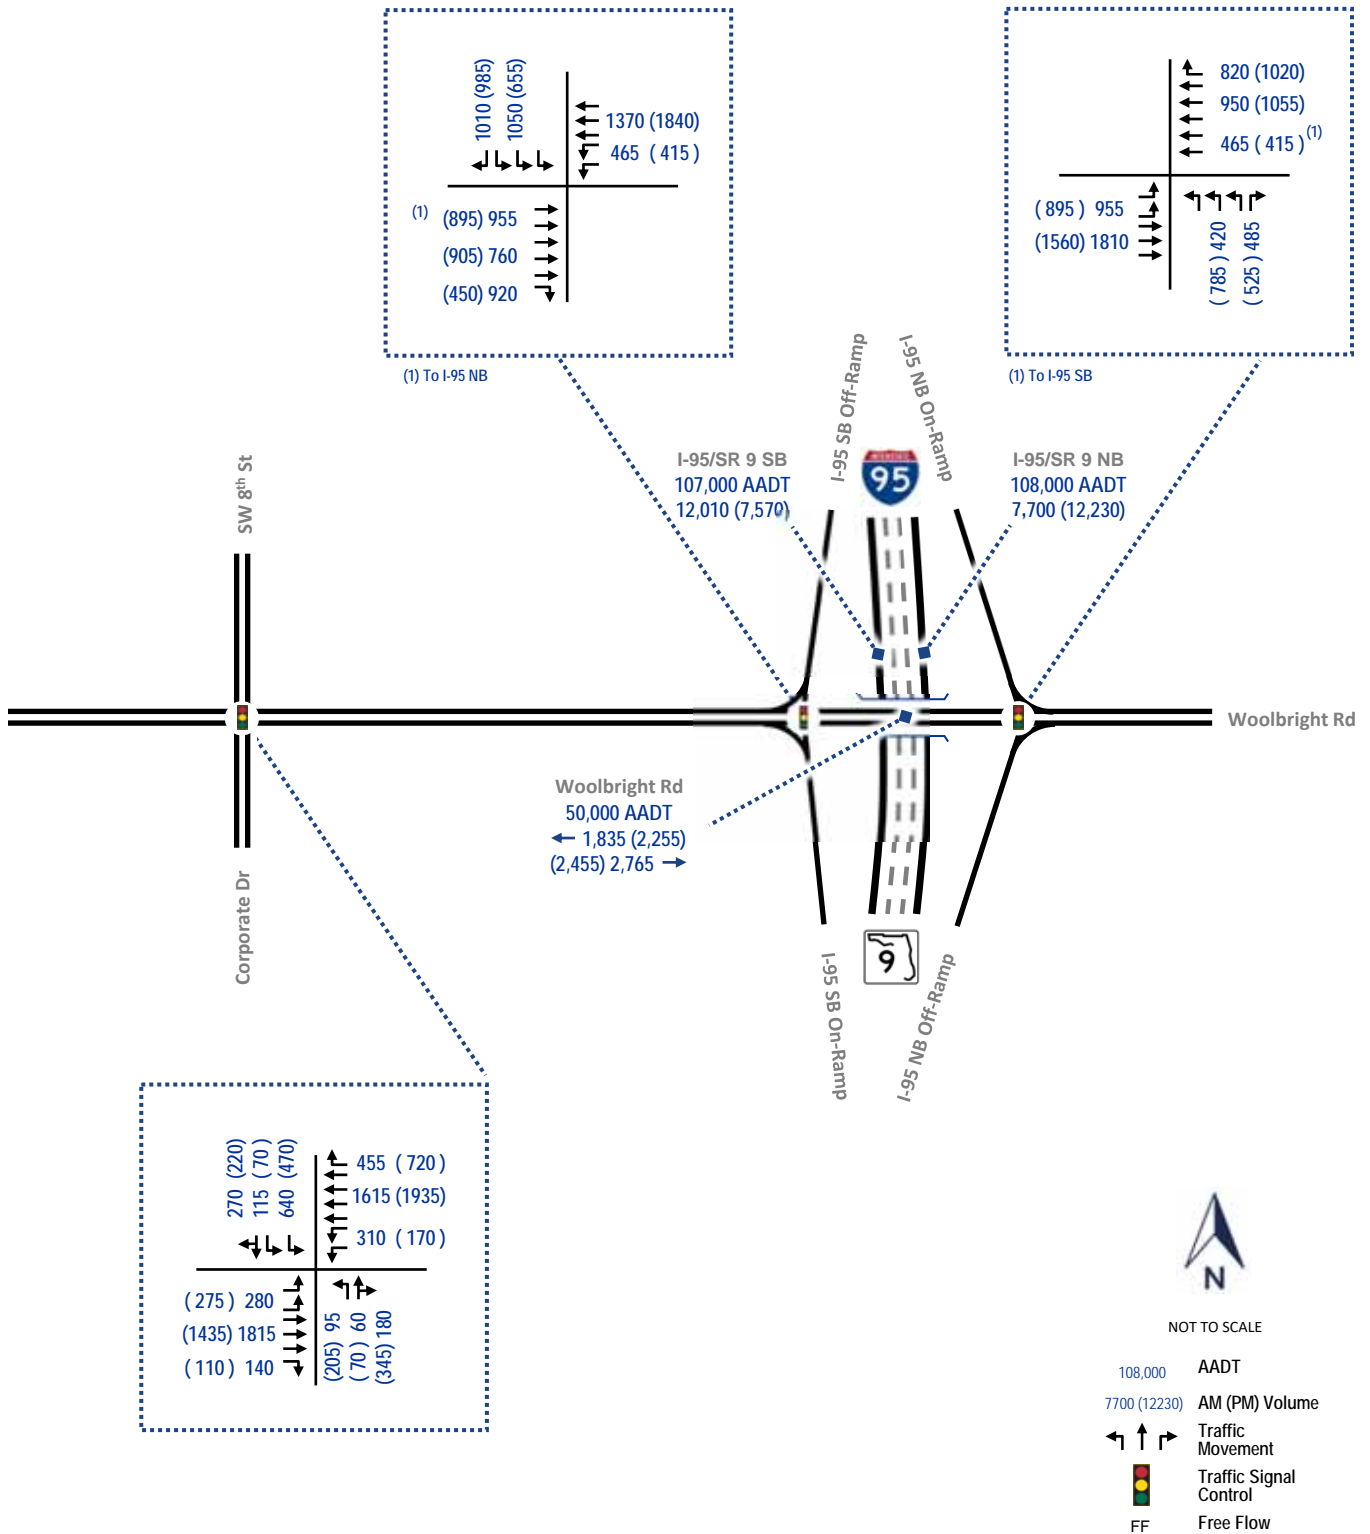 1010 (985)
1050 (655)
1370 (1840)
465 ( 415 )
(1) (895) 955
(905) 760
(450) 920
(1) To I-95 NB
820 (1020)
950 (1055)
465 ( 415 ) (1)
( 895 ) 955
(1560) 1810
( 785 ) 420
( 525 ) 485
(1) To I-95 SB
I-95 SB Off-Ramp
I-95 NB On-Ramp
SW 8th St
I-95/SR 9 SB
107,000 AADT
12,010 (7,570)
INTERSTATE
95
I-95/SR 9 NB
108,000 AADT
7,700 (12,230)
Woolbright Rd
Woolbright Rd
50,000 AADT
1,835 (2,255)
(2,455) 2,765
Corporate Dr
9
I-95 SB On-Ramp
I-95 NB Off-Ramp
270 (220)
115 ( 70 )
640 (470)
455 ( 720 )
1615 (1935)
310 ( 170 )
( 275 ) 280
(1435) 1815
( 110 ) 140
(205) 95
( 70 ) 60
(345) 180
N
NOT TO SCALE
108,000 AADT
7700 (12230) AM (PM) Volume
Traffic
Movement
Traffic Signal
Control
FF Free Flow